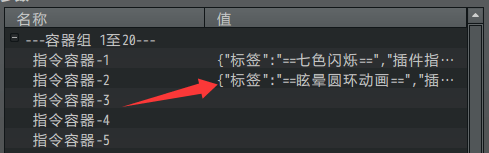 名称 值
---容器组 1至20---
指令容器-1 {"标签":"==七色闪烁==","插件指…
指令容器-2 {"标签":"==眩晕圆环动画==","插…
指令容器-3
指令容器-4
指令容器-5